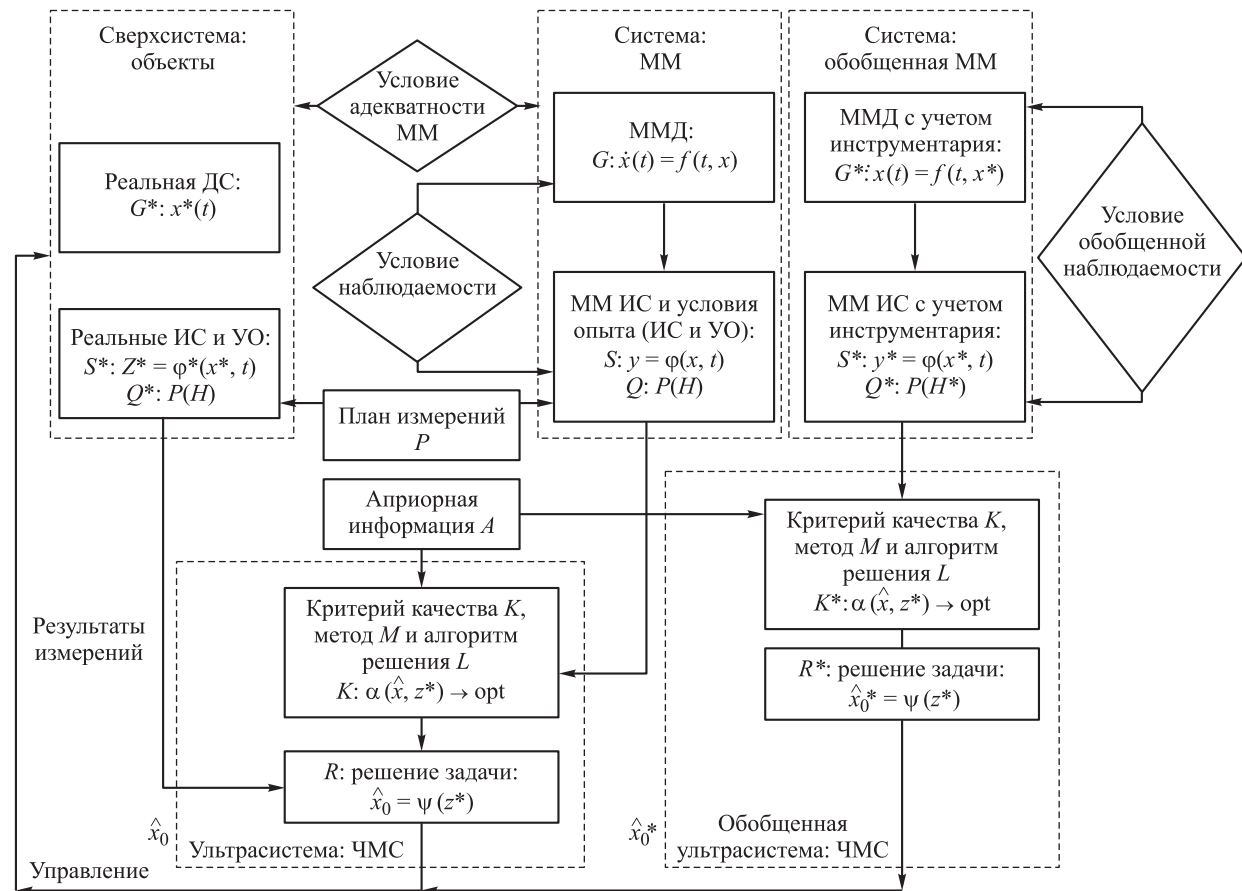 Сверхсистема:
объекты
Реальная ДС:
G*: x*(t)
Реальные ИС и УО:
S*: Z* = φ*(x*, t)
Q*: P(H)
Условие
адекватности
ММ
Условие
наблюдаемости
План измерений
P
Априорная
информация A
Система:
ММ
ММД:
G: ẋ(t) = f(t, x)
ММ ИС и условия
опыта (ИС и УО):
S: y = φ(x, t)
Q: P(H)
Система:
обобщенная ММ
ММД с учетом
инструментария:
G*: ẋ(t) = f(t, x*)
ММ ИС с учетом
инструментария:
S*: y* = φ(x*, t)
Q*: P(H*)
Условие
обобщенной
наблюдаемости
Результаты
измерений
Критерий качества K,
метод M и алгоритм
решения L
K: α(x̂, z*) → opt
R: решение задачи:
x̂0 = ψ(z*)
Ультрасистема: ЧМС
x̂0
Управление
Критерий качества K,
метод M и алгоритм
решения L
K*: α(x̂, z*) → opt
R*: решение задачи:
x̂0* = ψ(z*)
x̂0*
Обобщенная
ультрасистема: ЧМС